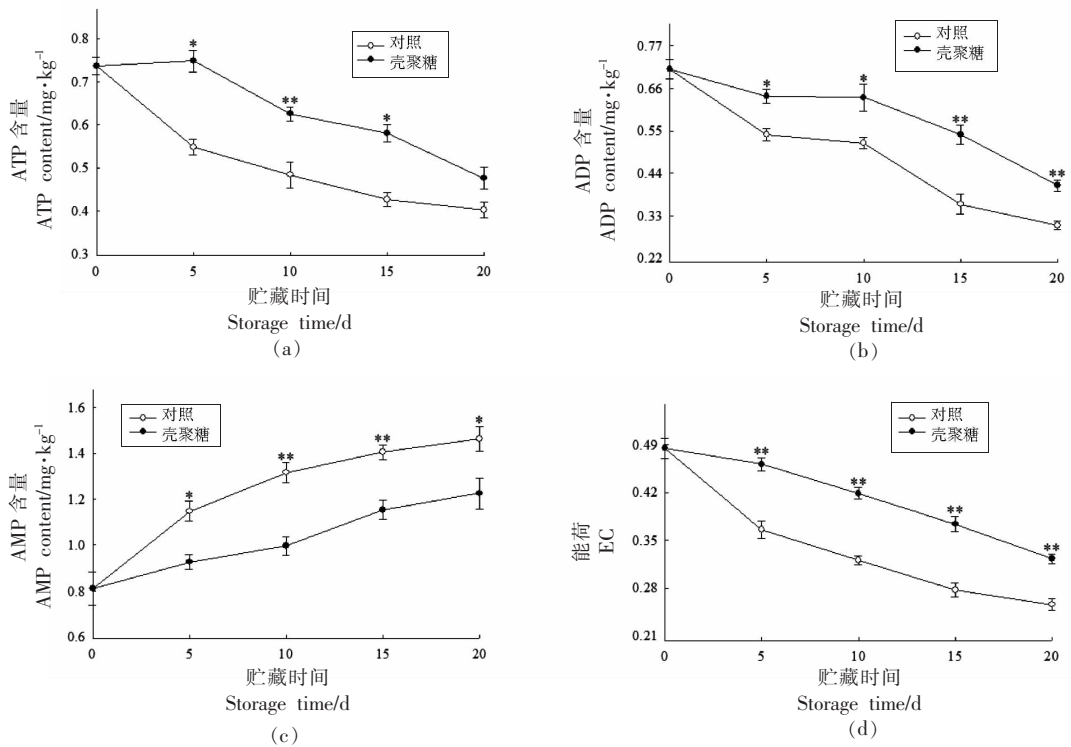 ATP 含量
ATP content/mg·kg⁻¹
0.8
0.7
0.6
0.5
0.4
0.3
对照
壳聚糖
*
**
*
0
5
10
15
20
贮藏时间
Storage time/d
(a)
ADP 含量
ADP content/mg·kg⁻¹
0.77
0.66
0.55
0.44
0.33
0.22
对照
壳聚糖
*
*
**
**
0
5
10
15
20
贮藏时间
Storage time/d
(b)
AMP 含量
AMP content/mg·kg⁻¹
1.6
1.4
1.2
1.0
0.8
0.6
对照
壳聚糖
*
**
**
*
0
5
10
15
20
贮藏时间
Storage time/d
(c)
能荷
EC
0.49
0.42
0.35
0.28
0.21
对照
壳聚糖
**
**
**
**
0
5
10
15
20
贮藏时间
Storage time/d
(d)